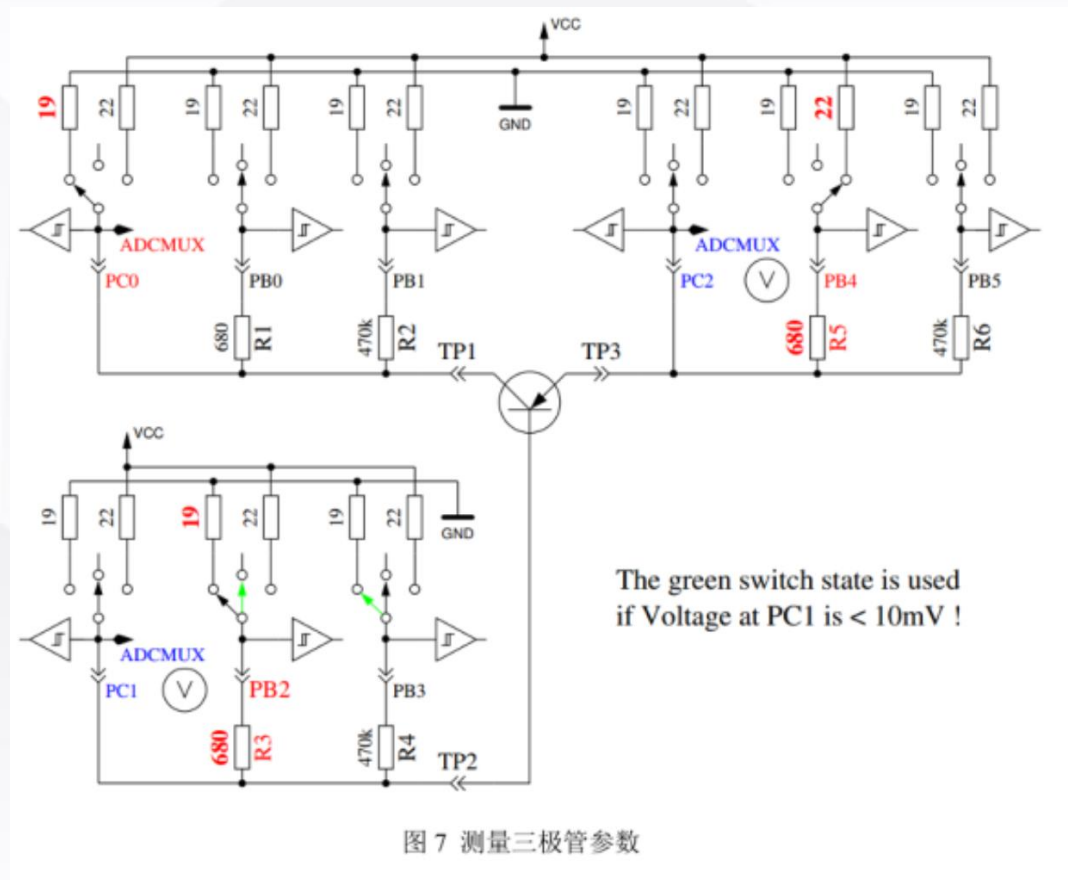 VCC
19
22
19
22
19
22
GND
19
22
19
22
19
22
ADCMUX
PC0
PB0
PB1
ADCMUX
PC2
V
PB4
PB5
680
R1
470k
R2
TP1
TP3
680
R5
470k
R6
VCC
19
22
19
22
19
22
GND
The green switch state is used
if Voltage at PC1 is < 10mV !
ADCMUX
PC1
V
PB2
PB3
680
R3
470k
R4
TP2
图 7 测量三极管参数